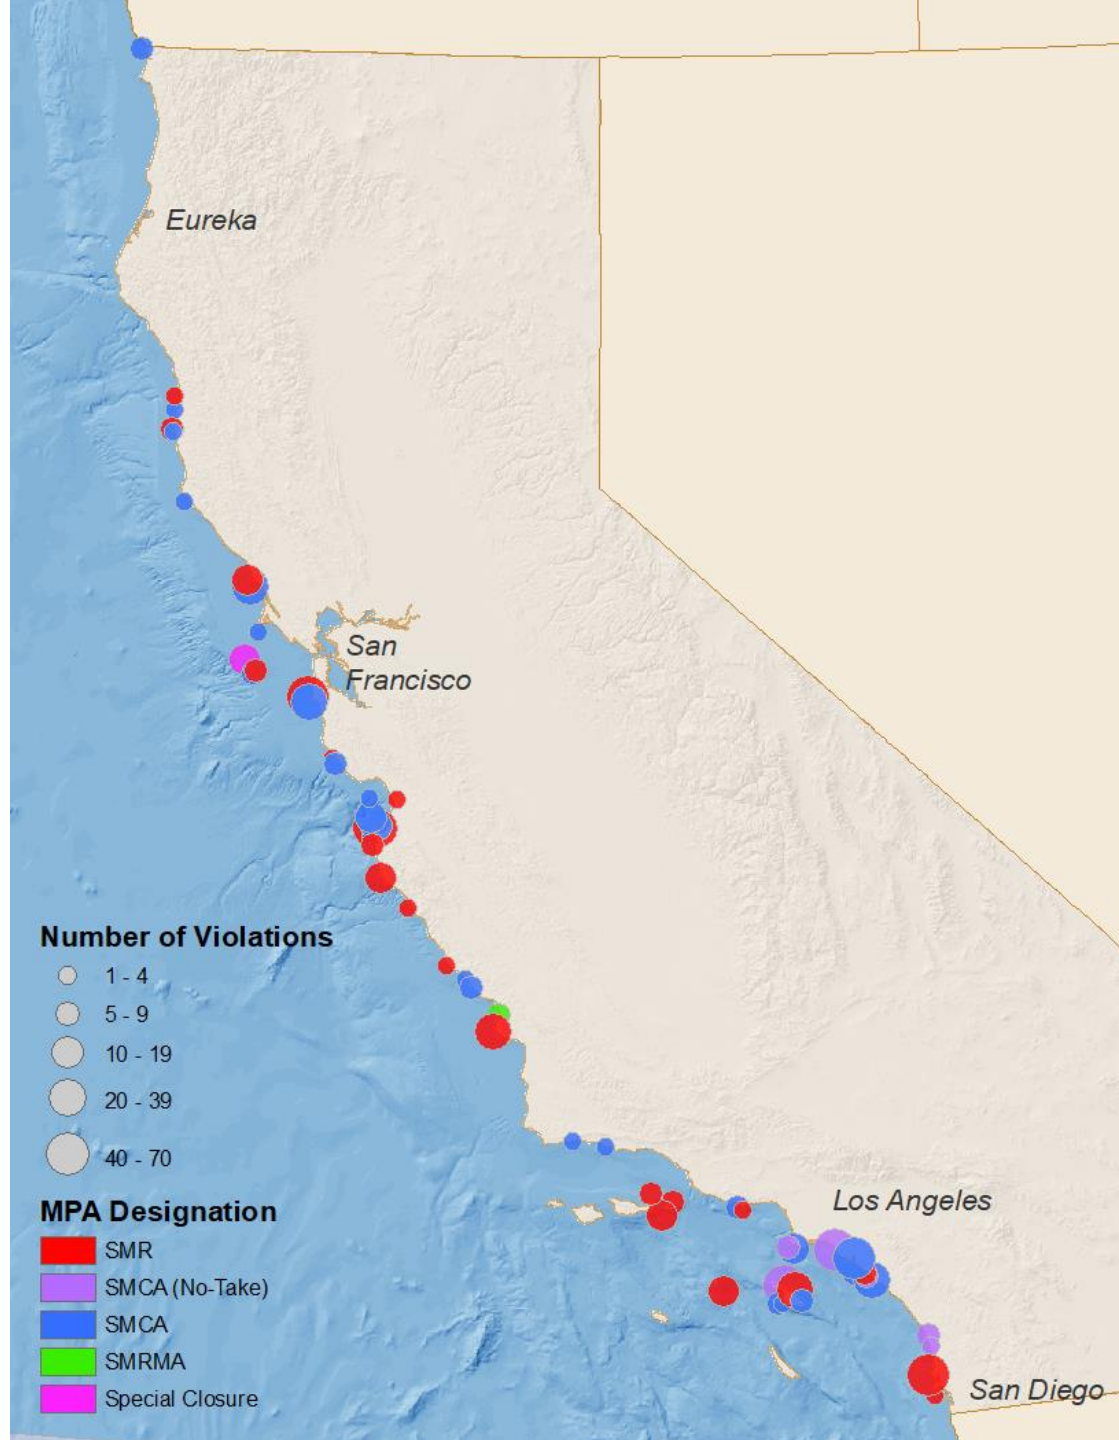 Eureka
San
Francisco
Number of Violations
1 - 4
5 - 9
10 - 19
20 - 39
40 - 70
MPA Designation
SMR
SMCA (No-Take)
SMCA
SMRMA
Special Closure
Los Angeles
San Diego